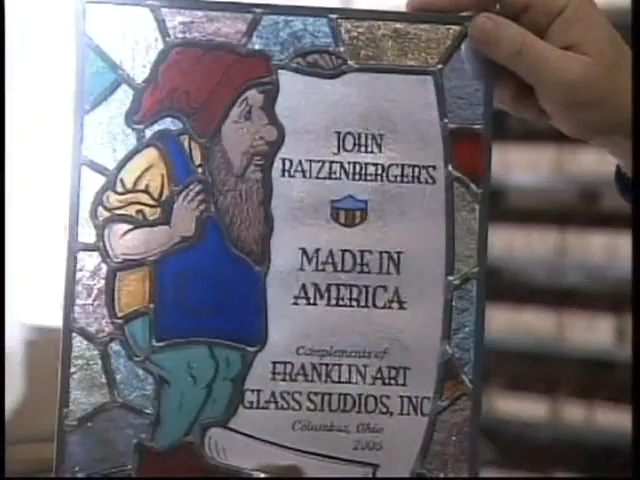 JOHN
RATZENBERGER'S
MADE IN
AMERICA
Complements of
FRANKLIN ART
GLASS STUDIOS, INC
Columbus, Ohio
2005